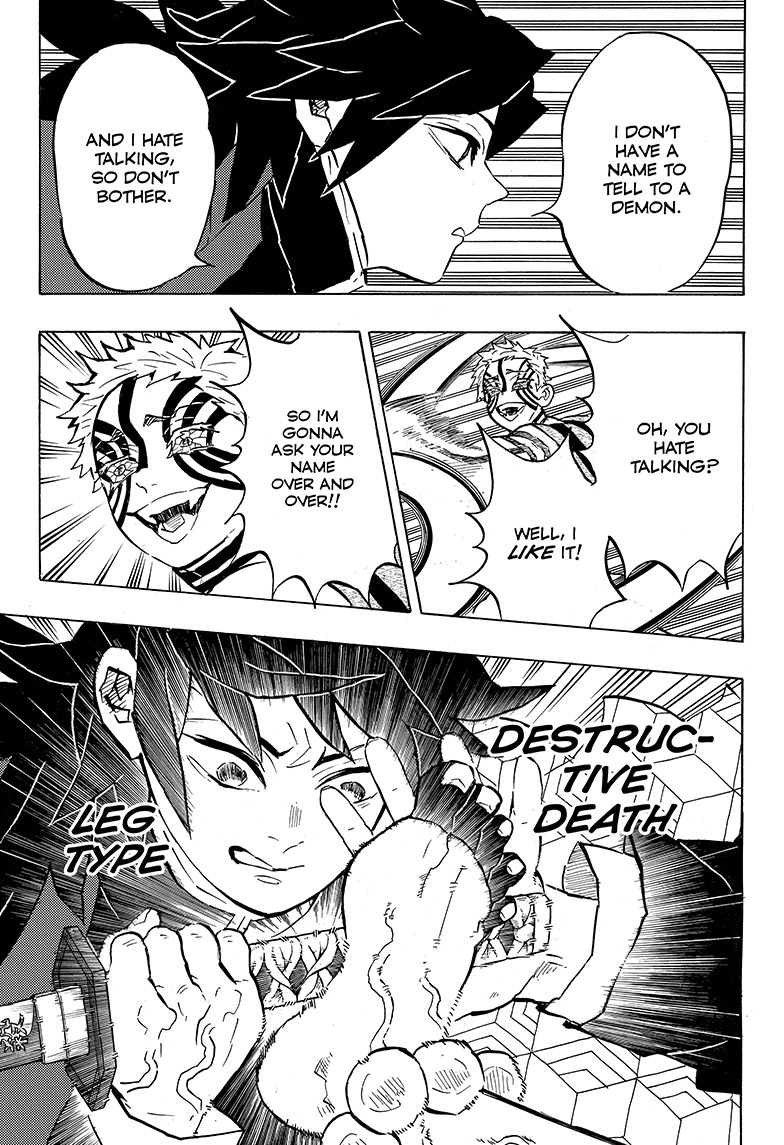 I DON'T
HAVE A
NAME TO
TELL TO A
DEMON.
AND I HATE
TALKING,
SO DON'T
BOTHER.
OH, YOU
HATE
TALKING?
WELL, I
LIKE IT!
SO I'M
GONNA
ASK YOUR
NAME
OVER AND
OVER!!
DESTRUC-
TIVE
DEATH
LEG
TYPE